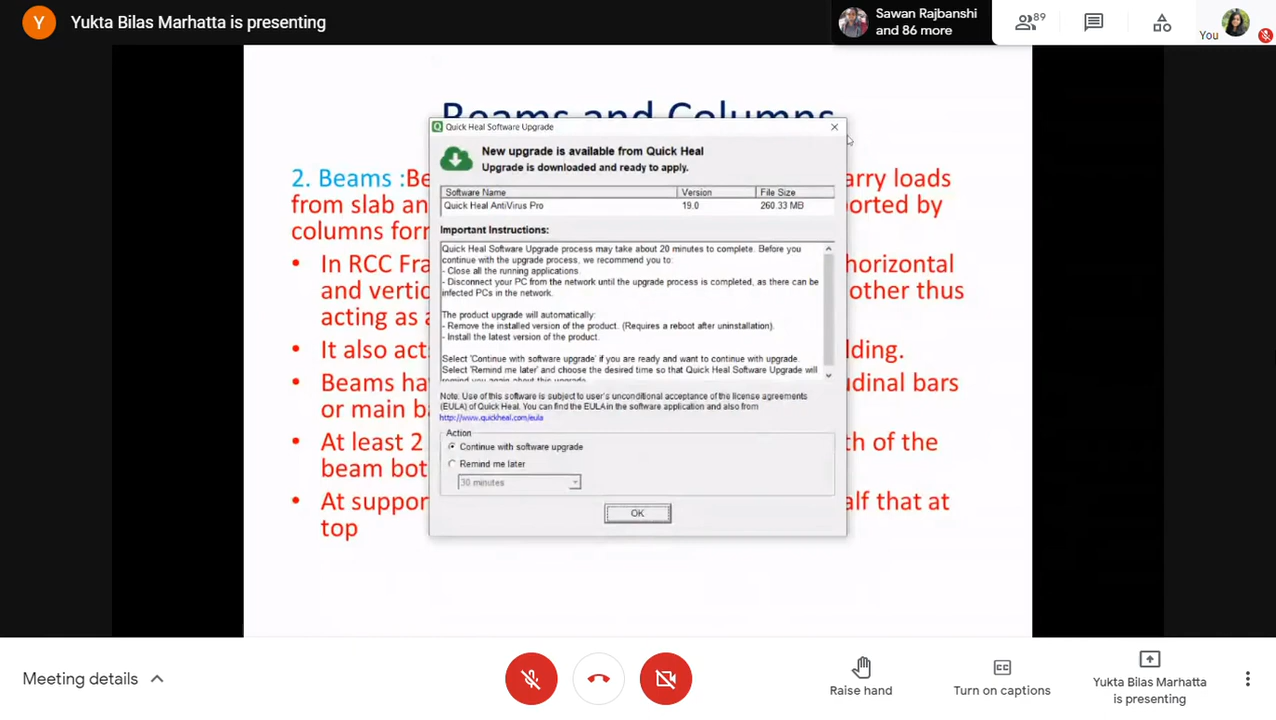 Y
Yukta Bilas Marhatta is presenting
Sawan Rajbanshi
and 86 more
89
You
Beams and Columns
Quick Heal Software Upgrade
New upgrade is available from Quick Heal
Upgrade is downloaded and ready to apply.
Software Name Version File Size
Quick Heal AntiVirus Pro 19.0 260.33 MB
Important Instructions:
Quick Heal Software Upgrade process may take about 20 minutes to complete. Before you
continue with the upgrade process, we recommend you to:
- Close all the running applications.
- Disconnect your PC from the network until the upgrade process is completed, as there can be
infected PCs in the network.
The product upgrade will automatically:
- Remove the installed version of the product. (Requires a reboot after uninstallation).
- Install the latest version of the product.
Select 'Continue with software upgrade' if you are ready and want to continue with upgrade.
Select 'Remind me later' and choose the desired time so that Quick Heal Software Upgrade will
remind you again about this upgrade
Note: Use of this software is subject to user's unconditional acceptance of the license agreements
(EULA) of Quick Heal. You can find the EULA in the software application and also from
http://www.quickheal.com/eula
Action
Continue with software upgrade
Remind me later
30 minutes
OK
2. Beams :Be arry loads
from slab an orted by
columns for
• In RCC Fra horizontal
and vertic other thus
acting as a
• It also act lding.
• Beams ha udinal bars
or main ba
• At least 2 th of the
beam bot
• At suppor alf that at
top
Meeting details
Raise hand
CC
Turn on captions
Yukta Bilas Marhatta
is presenting